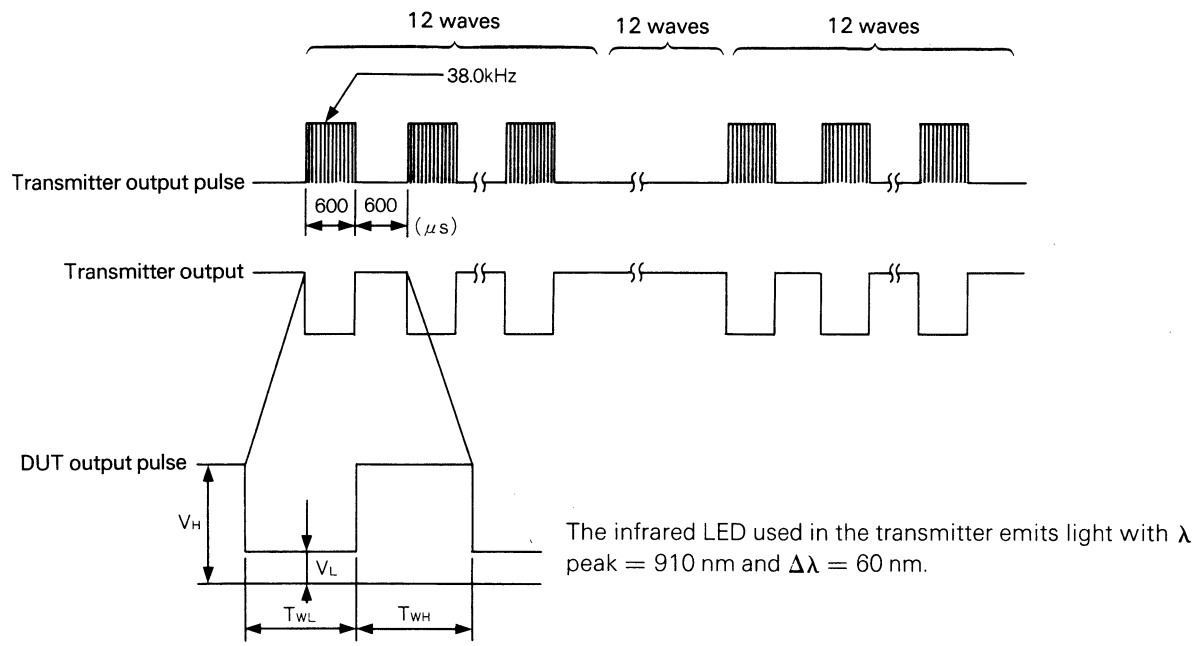 12 waves
12 waves
12 waves
38.0kHz
Transmitter output pulse
600
600
(μs)
Transmitter output
DUT output pulse
VH
VL
TWL
TWH
The infrared LED used in the transmitter emits light with λ
peak = 910 nm and Δλ = 60 nm.